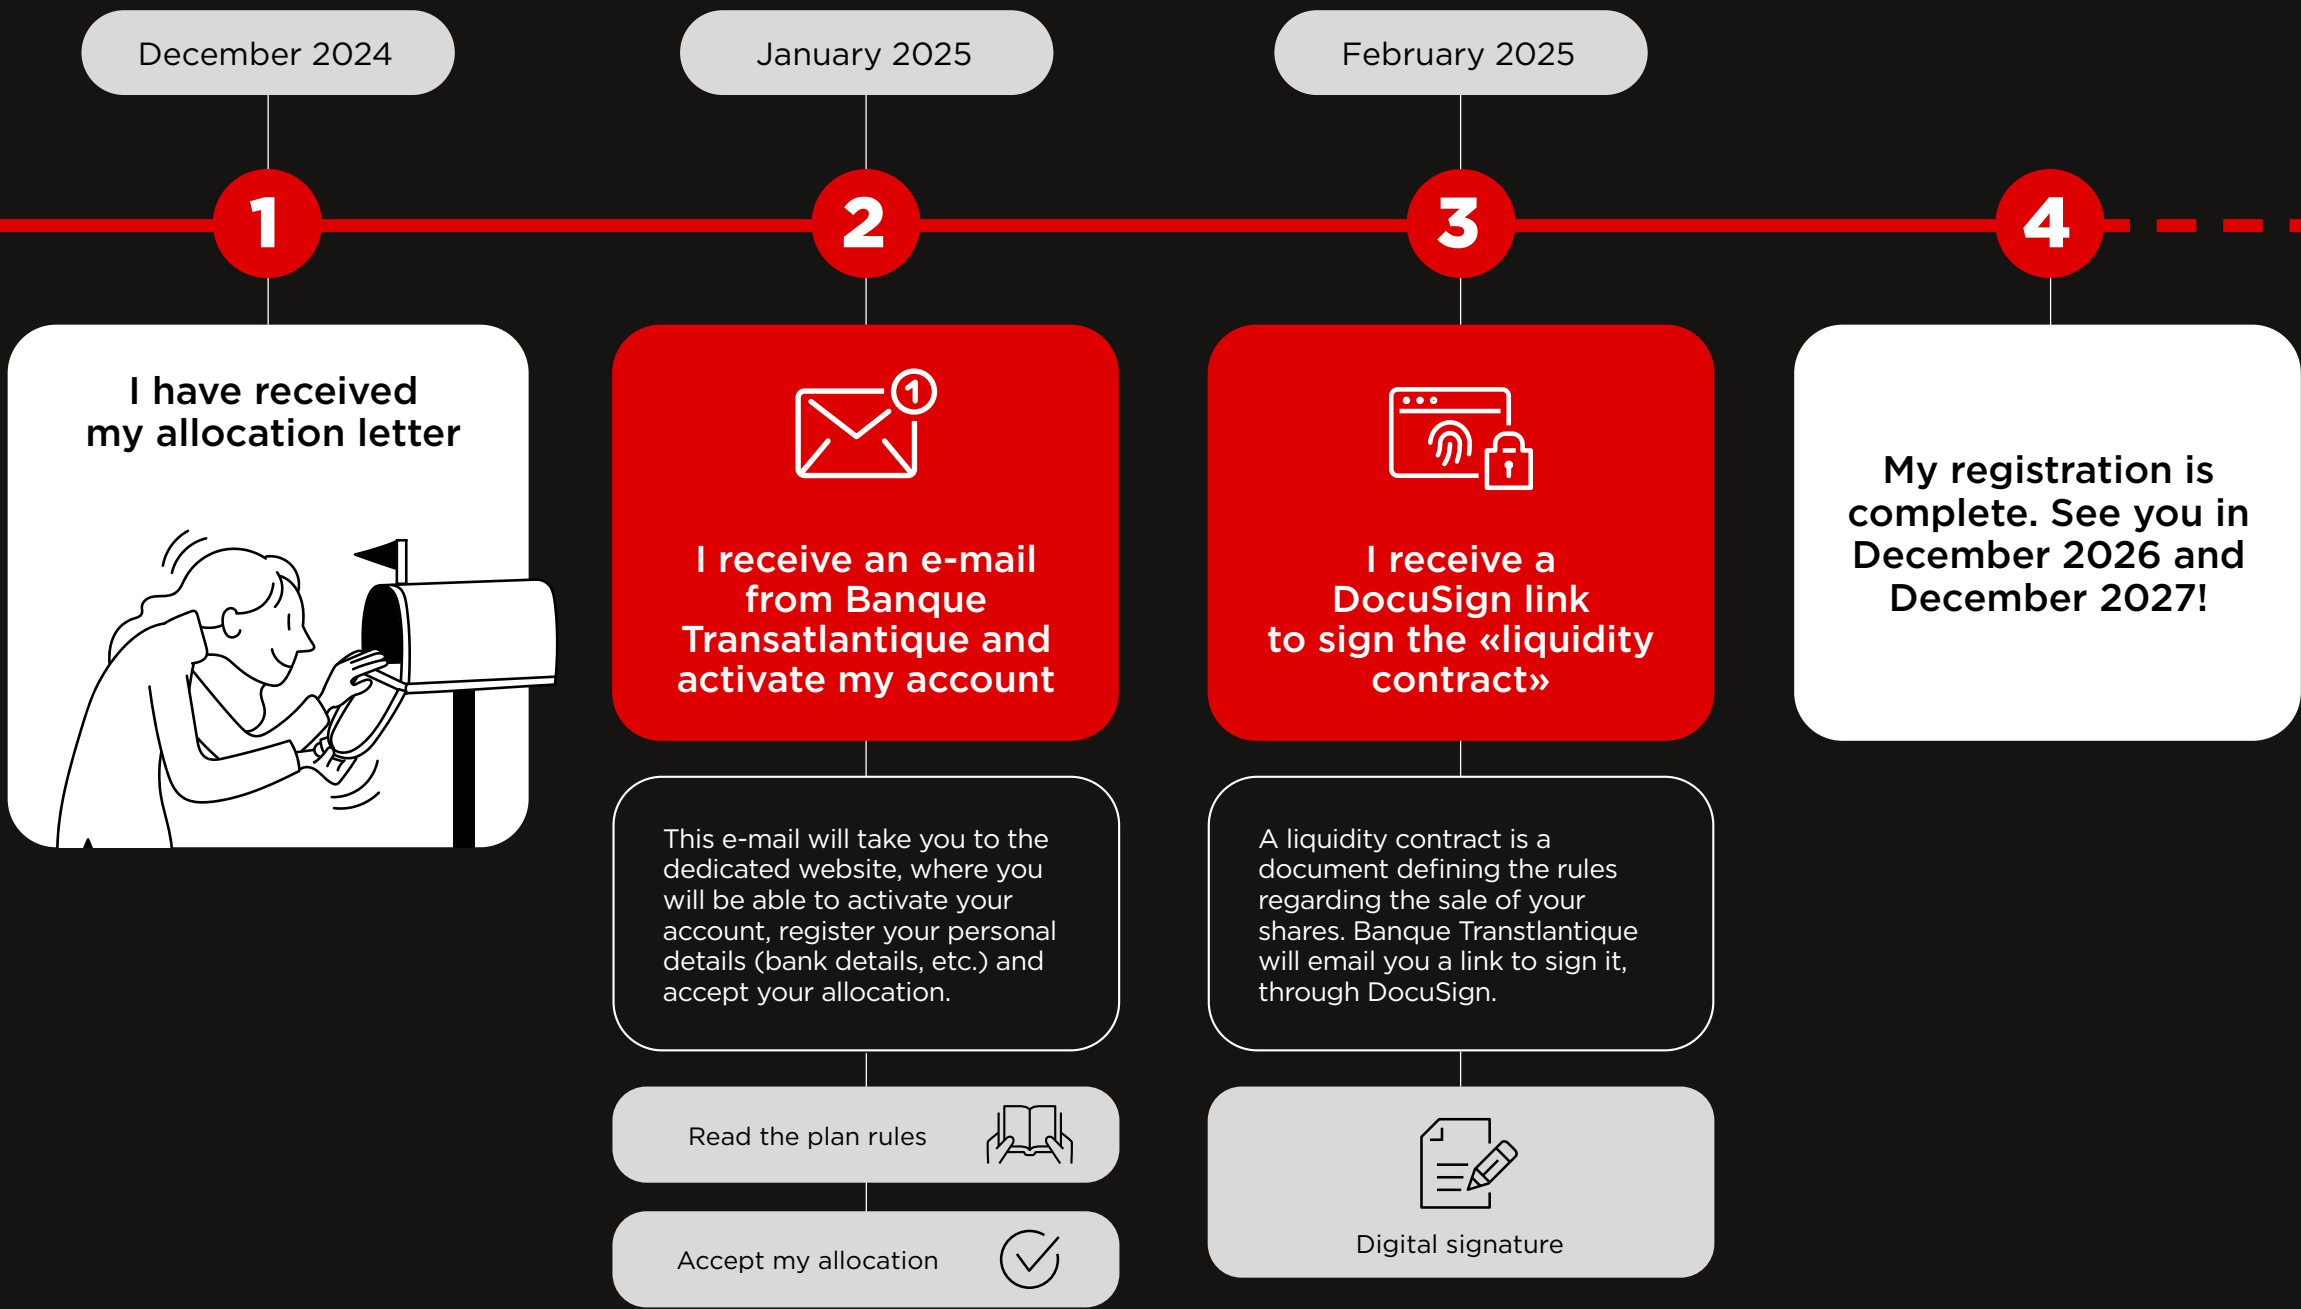 December 2024
January 2025
February 2025
1
2
3
4
I have received
my allocation letter
1
I receive an e-mail
from Banque
Transatlantique and
activate my account
This e-mail will take you to the
dedicated website, where you
will be able to activate your
account, register your personal
details (bank details, etc.) and
accept your allocation.
Read the plan rules
Accept my allocation
I receive a
DocuSign link
to sign the «liquidity
contract»
A liquidity contract is a
document defining the rules
regarding the sale of your
shares. Banque Transtlantique
will email you a link to sign it,
through DocuSign.
Digital signature
My registration is
complete. See you in
December 2026 and
December 2027!